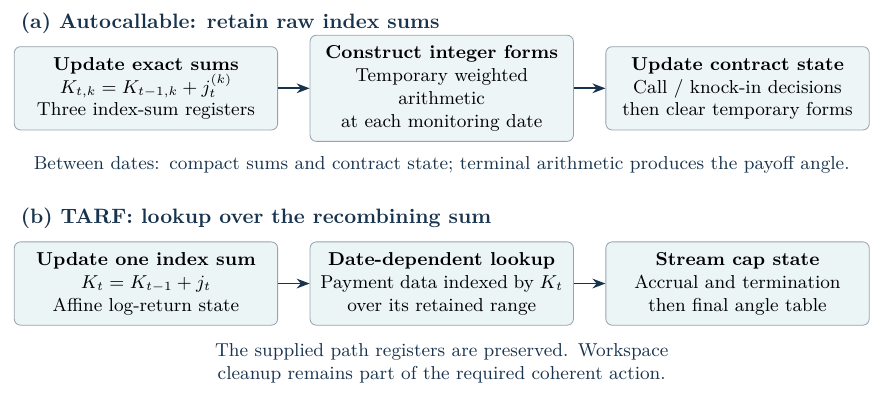 (a) Autocallable: retain raw index sums
Update exact sums
K_{t,k} = K_{t−1,k} + j_t^{(k)}
Three index-sum registers
Construct integer forms
Temporary weighted
arithmetic
at each monitoring date
Update contract state
Call / knock-in decisions
then clear temporary forms
Between dates: compact sums and contract state; terminal arithmetic produces the payoff angle.
(b) TARF: lookup over the recombining sum
Update one index sum
K_t = K_{t−1} + j_t
Affine log-return state
Date-dependent lookup
Payment data indexed by K_t
over its retained range
Stream cap state
Accrual and termination
then final angle table
The supplied path registers are preserved. Workspace
cleanup remains part of the required coherent action.